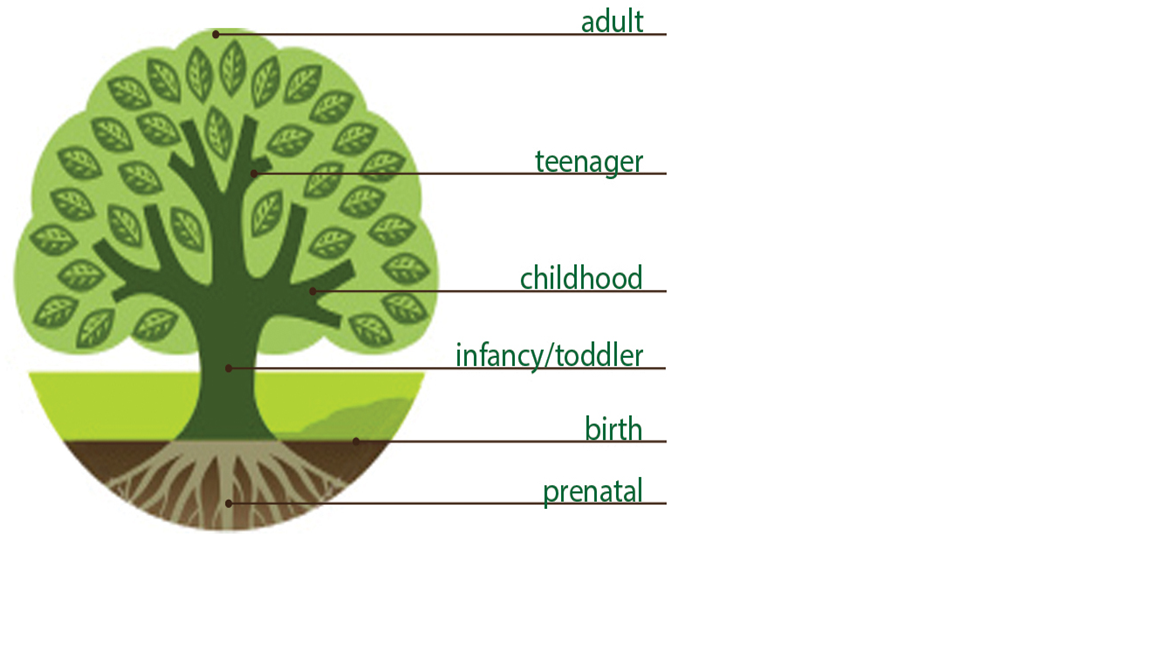 adult
teenager
childhood
infancy/toddler
birth
prenatal